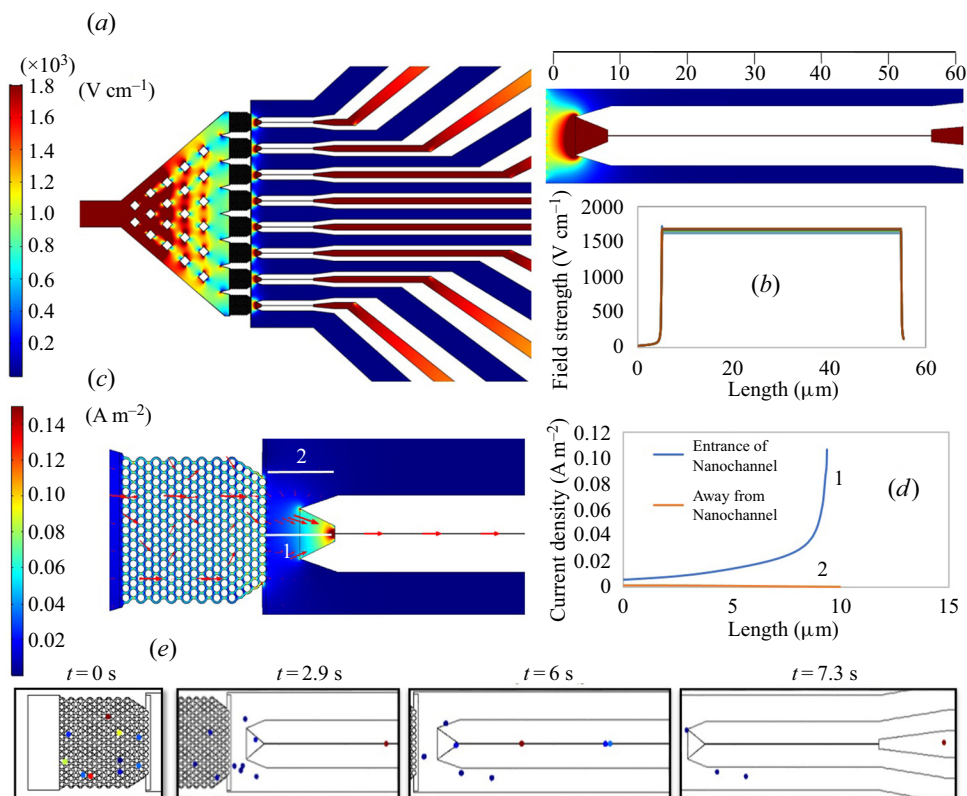 (a)
(×10³)
(V cm⁻¹)
1.8
1.6
1.4
1.2
1.0
0.8
0.6
0.4
0.2
0 10 20 30 40 50 60
2000
1500
1000
500
0
Field strength (V cm⁻¹)
(b)
0 20 40 60
Length (μm)
(c)
(A m⁻²)
0.14
0.12
0.10
0.08
0.06
0.04
0.02
2
1
0.12
0.10
0.08
0.06
0.04
0.02
0
Current density (A m⁻²)
Entrance of
Nanochannel
Away from
Nanochannel
1
2
(d)
0 5 10 15
Length (μm)
(e)
t = 0 s
t = 2.9 s
t = 6 s
t = 7.3 s